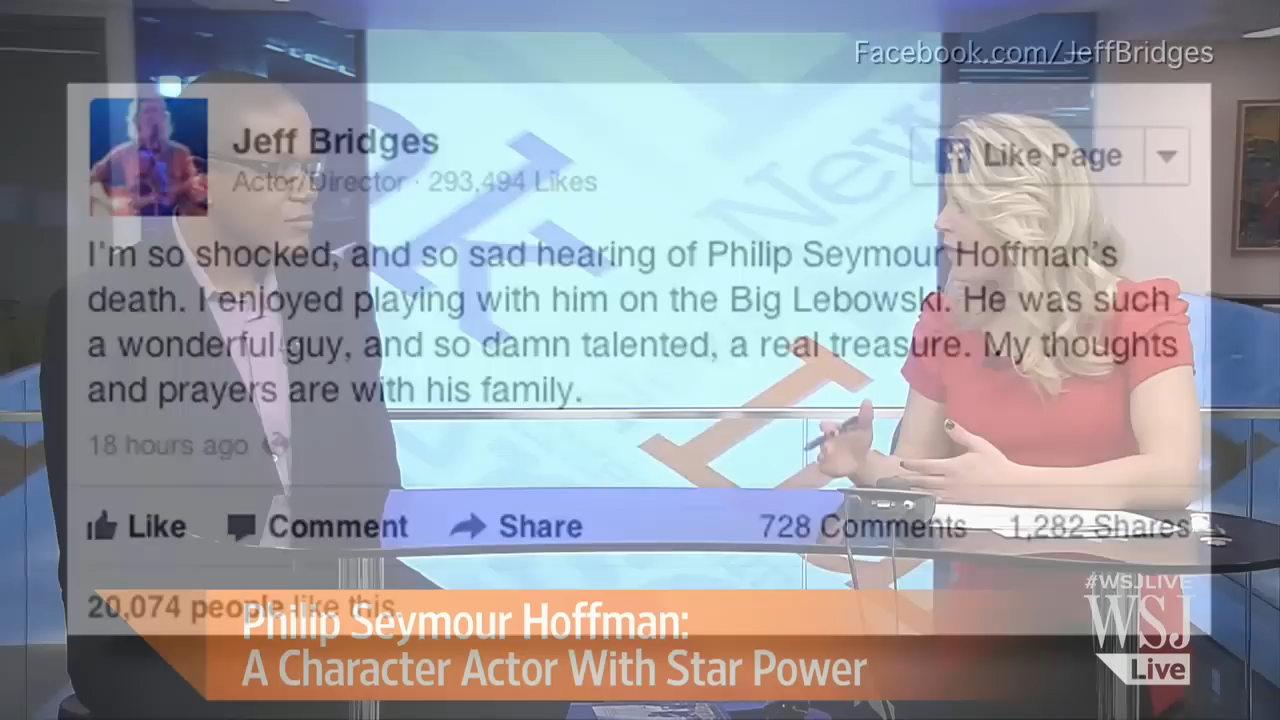 Facebook.com/JeffBridges
Jeff Bridges
Actor/Director · 293,494 Likes
Like Page
I'm so shocked, and so sad hearing of Philip Seymour Hoffman's
death. I enjoyed playing with him on the Big Lebowski. He was such
a wonderful guy, and so damn talented, a real treasure. My thoughts
and prayers are with his family.
18 hours ago
Like Comment Share 728 Comments 1,282 Shares
20,074 people like this.
Philip Seymour Hoffman:
A Character Actor With Star Power
#WSJLIVE
WSJ
Live
New